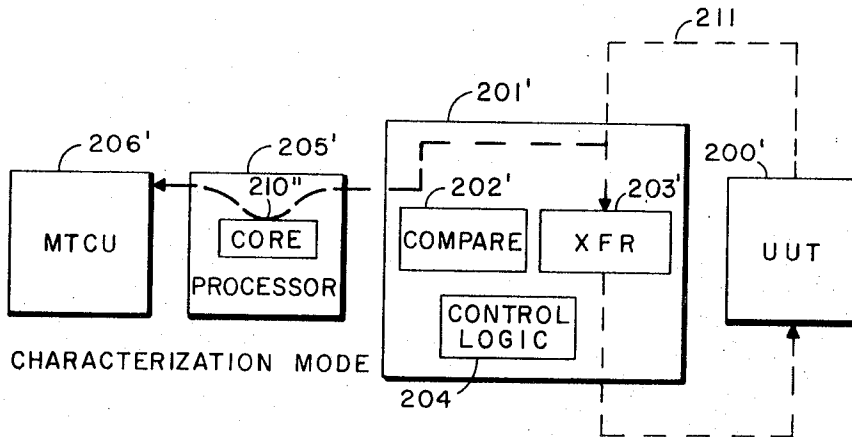 211
201'
206'
205'
200'
210"
202'
203'
MTCU
CORE
PROCESSOR
COMPARE
XFR
UUT
CONTROL
LOGIC
CHARACTERIZATION MODE
204